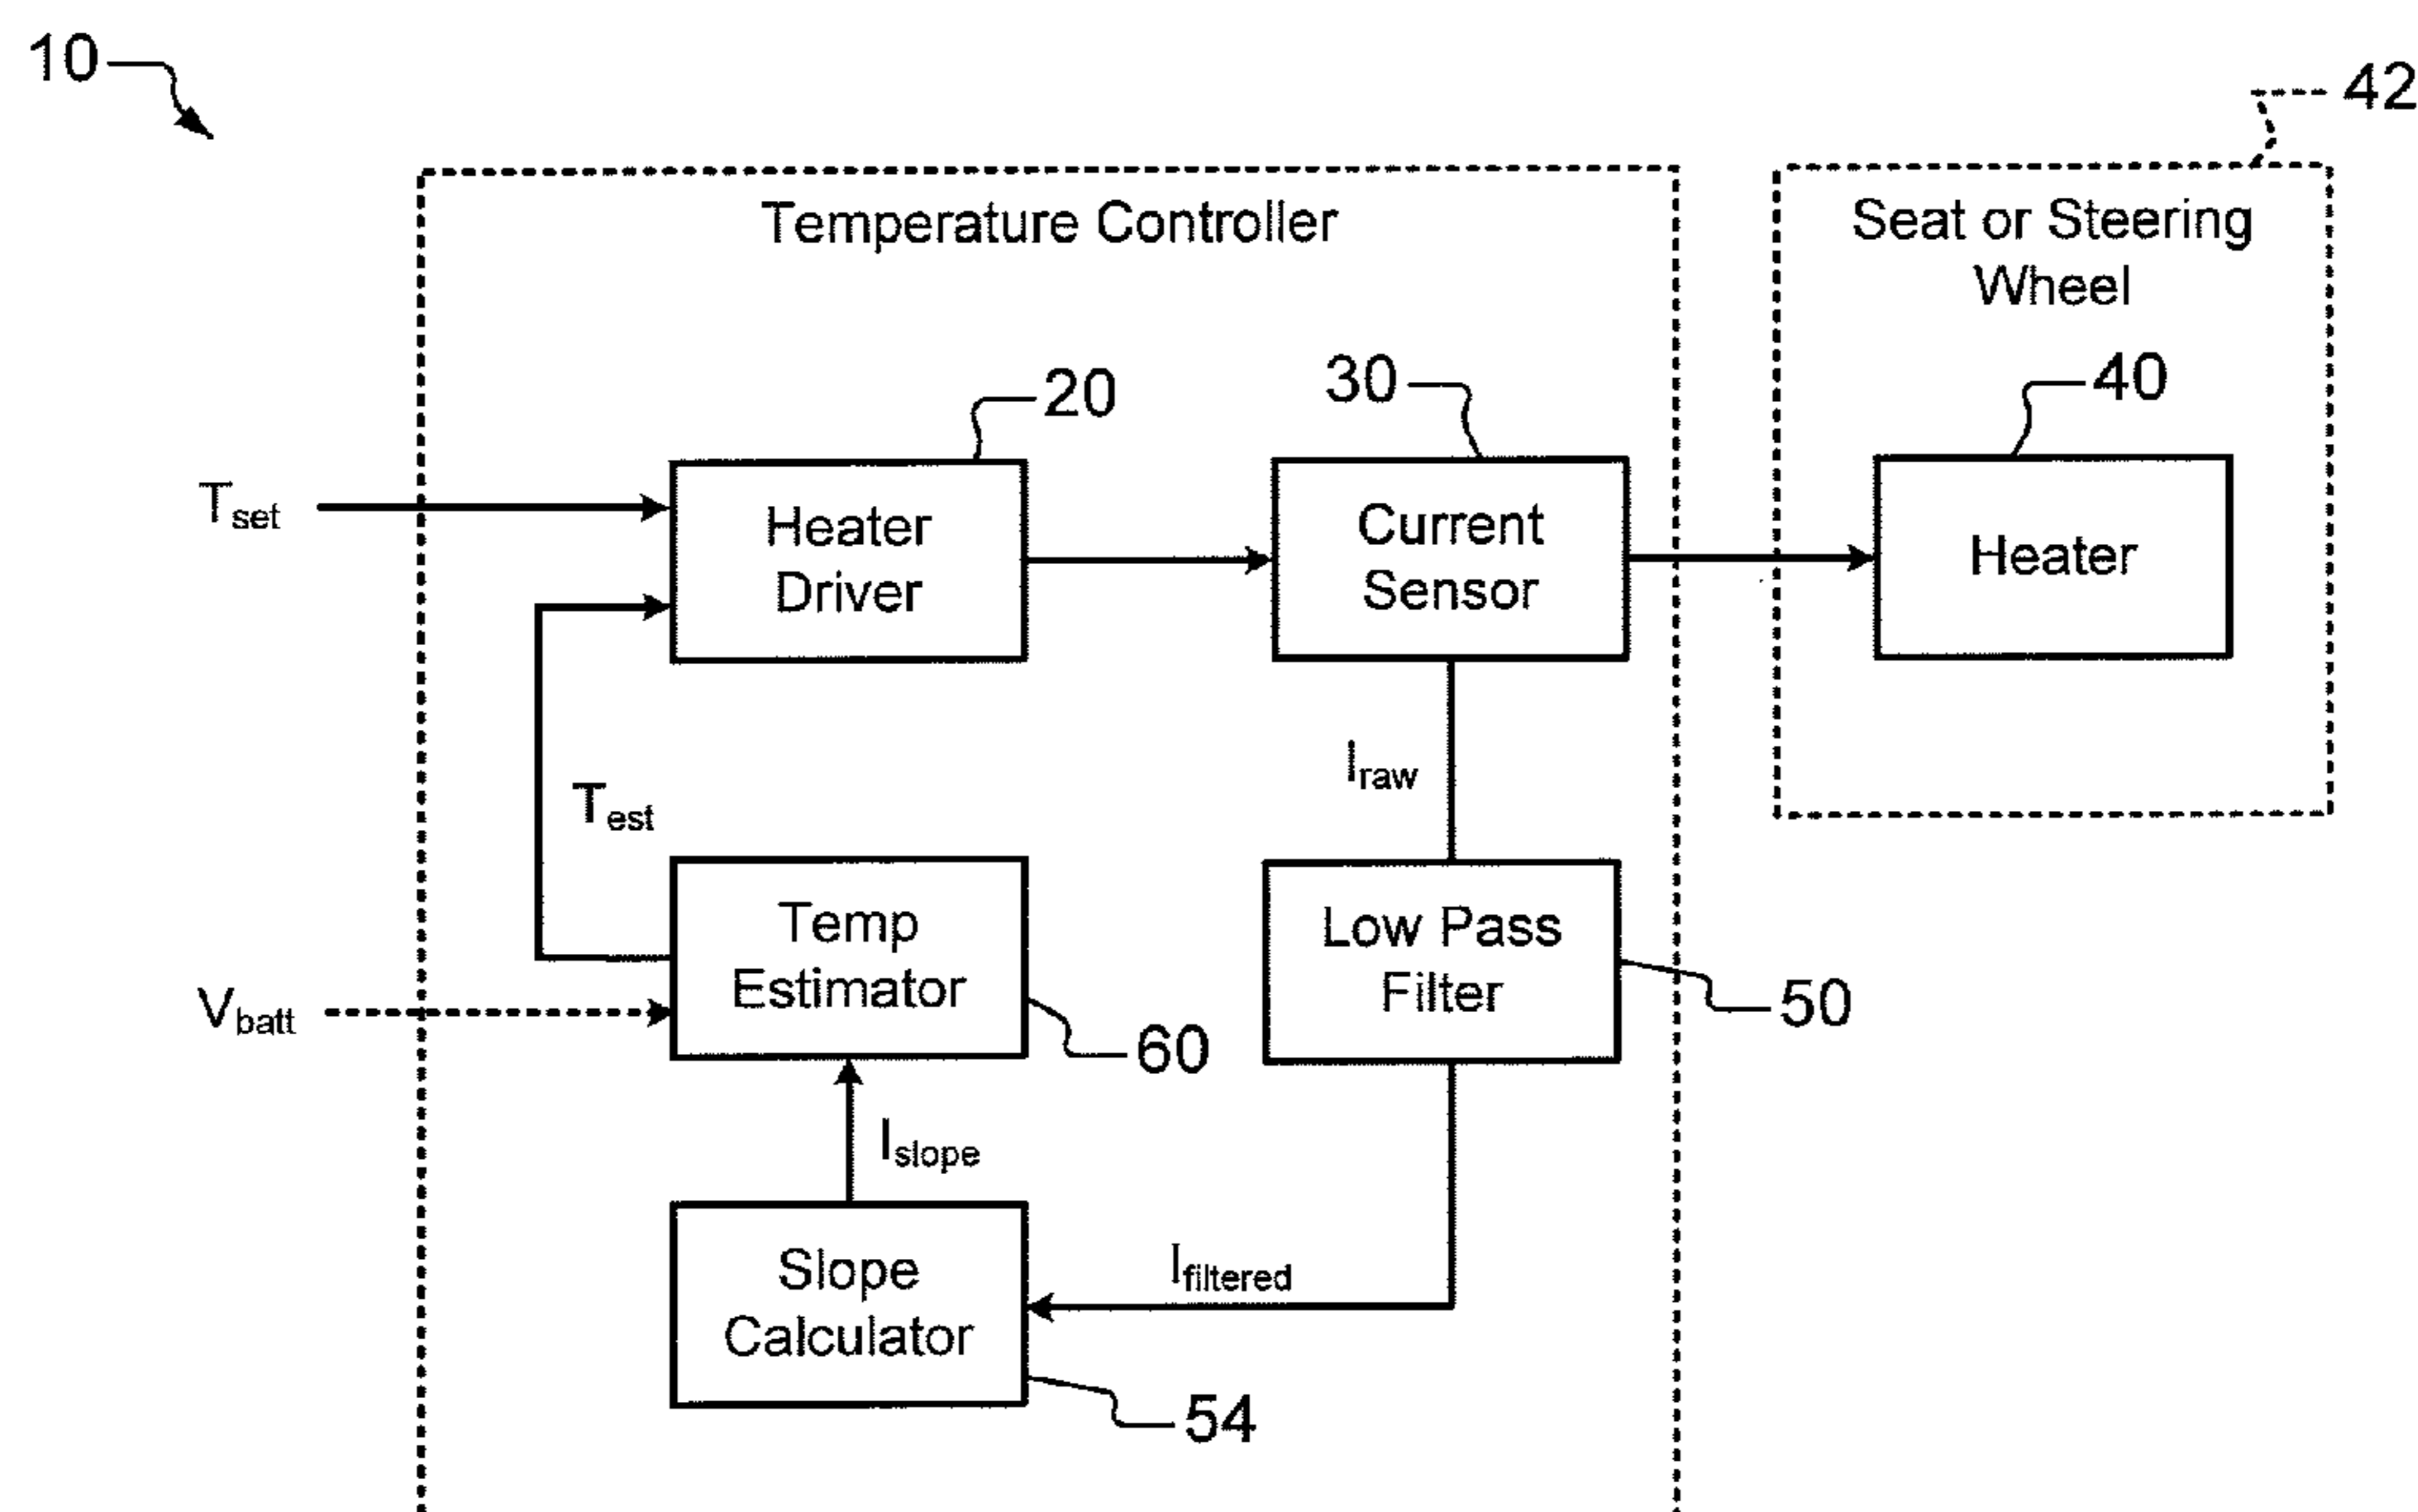 10
42
Temperature Controller
Seat or Steering
Wheel
20
30
40
Tset
Heater
Driver
Current
Sensor
Heater
Iraw
Test
Temp
Estimator
Low Pass
Filter
Vbatt
60
50
Islope
Slope
Calculator
Ifiltered
54